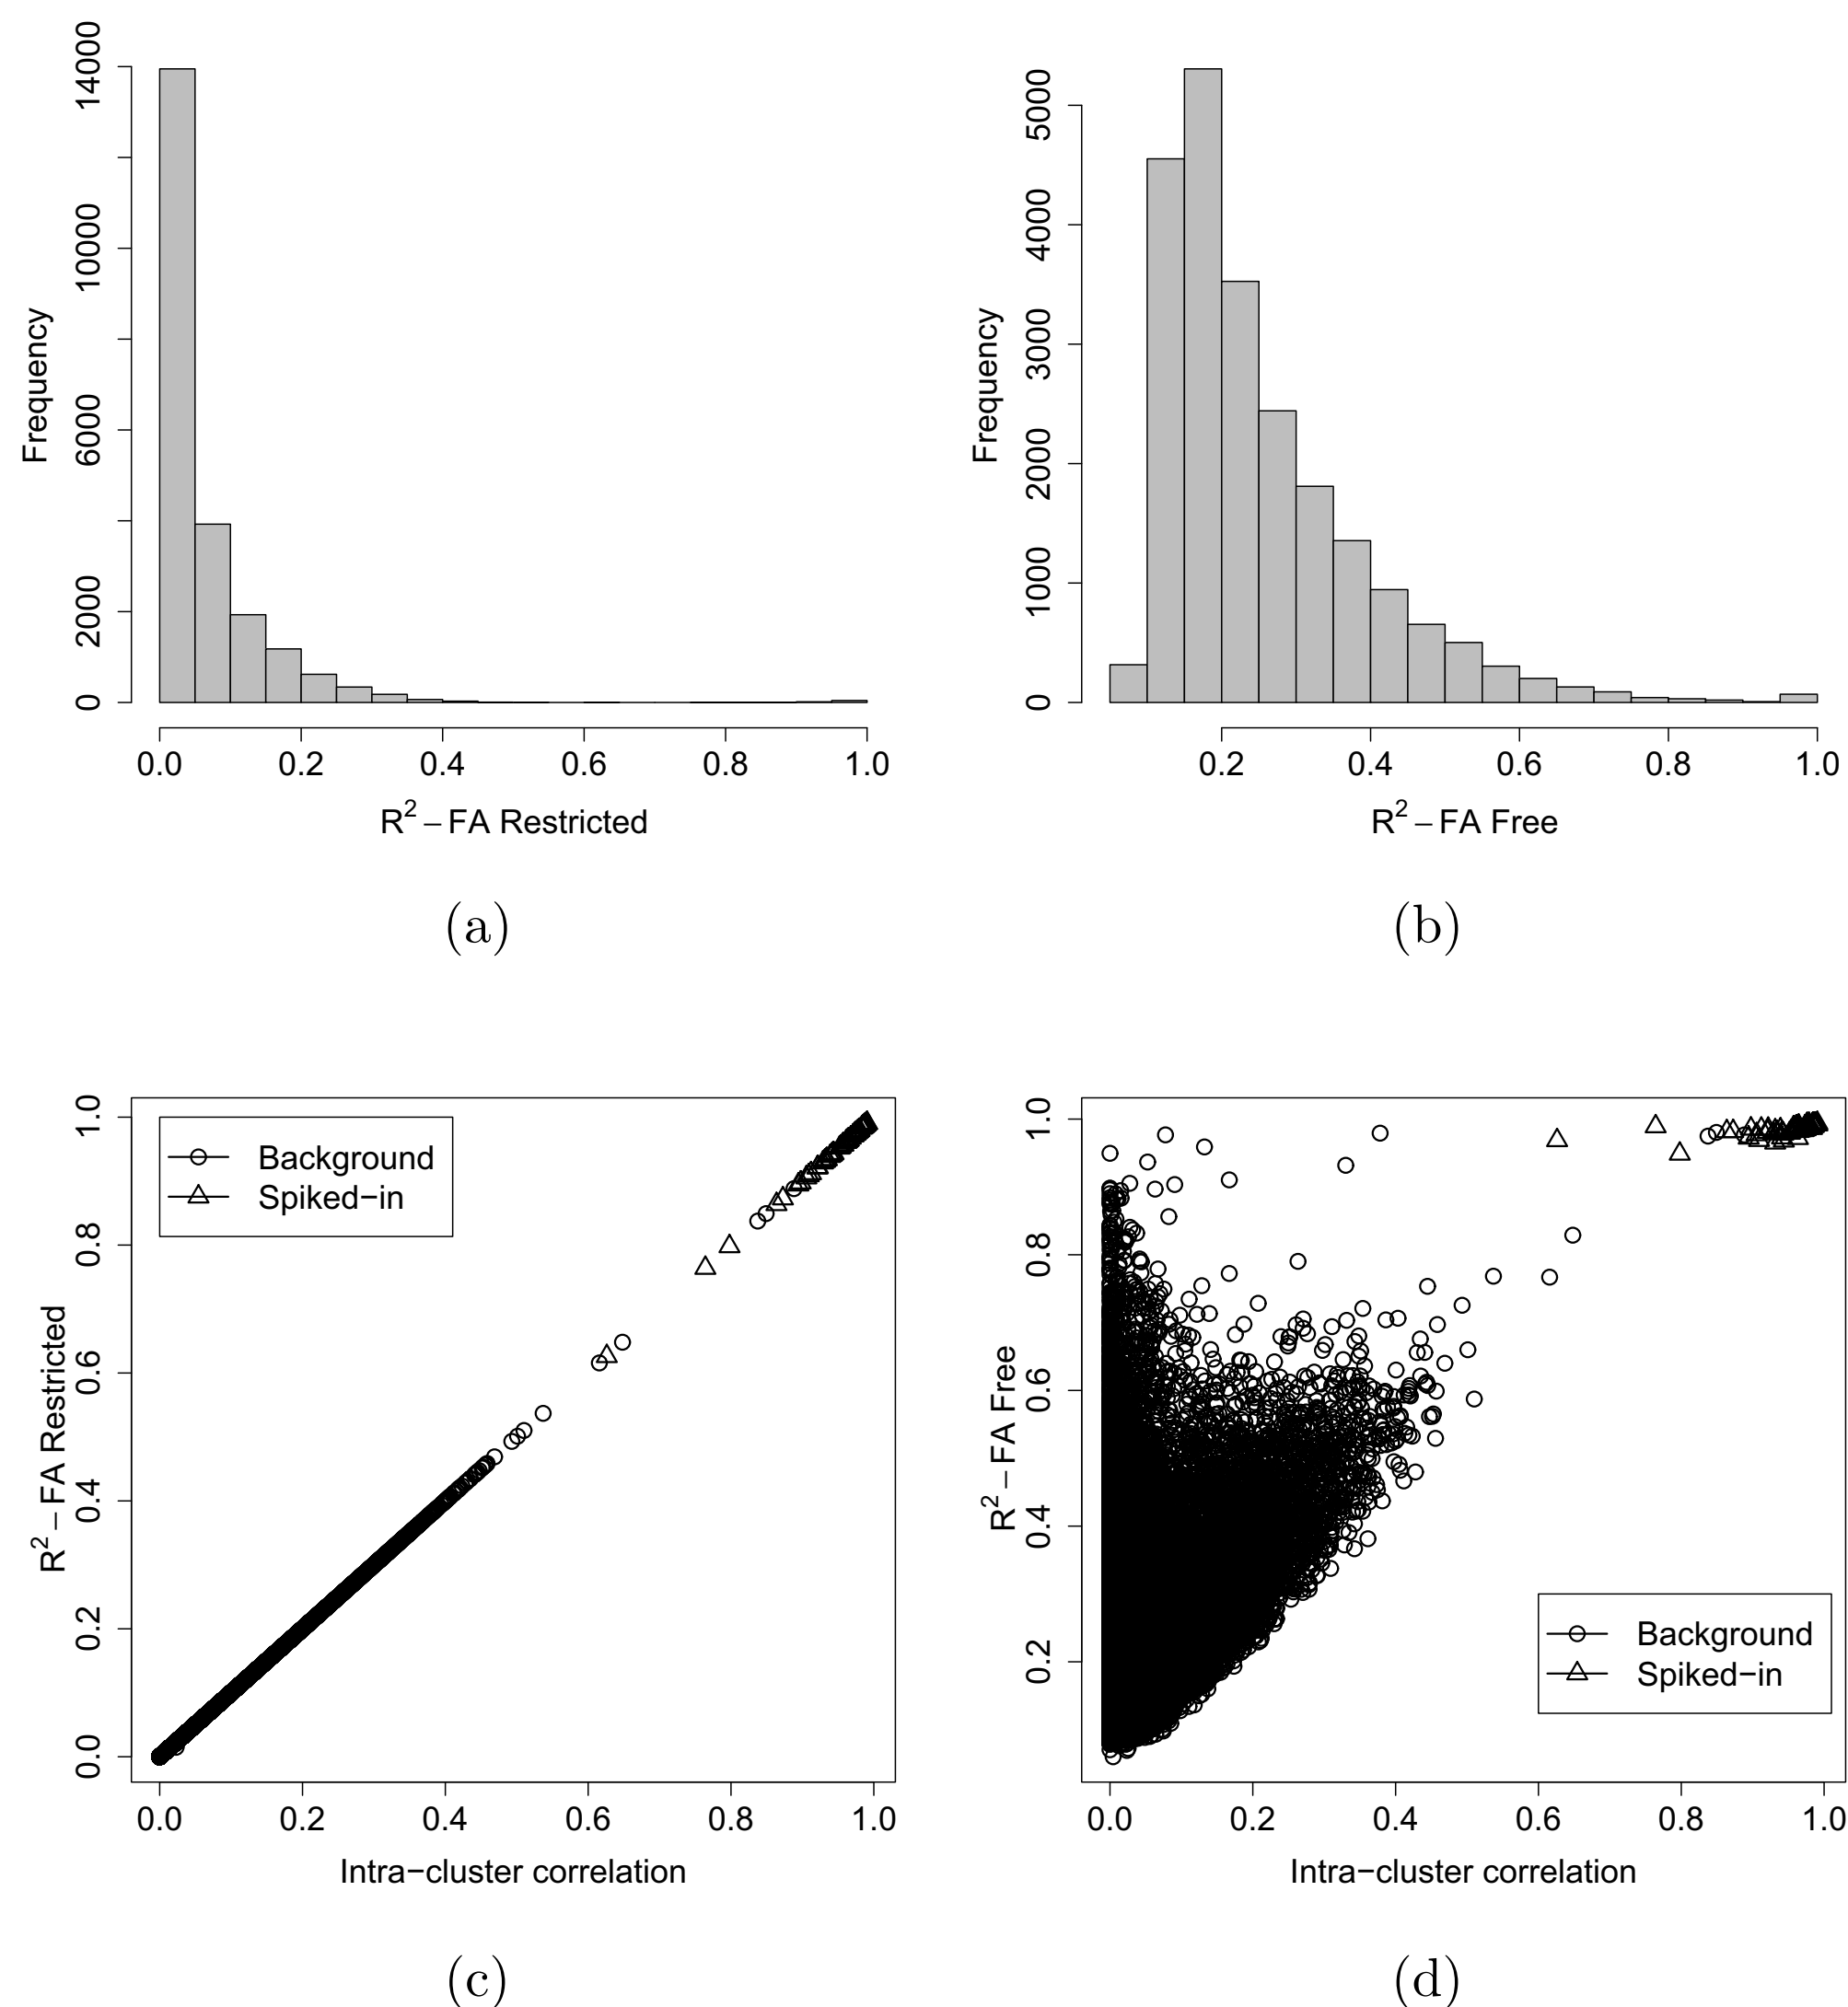 Frequency
0 2000 6000 10000 14000
0.0 0.2 0.4 0.6 0.8 1.0
R² – FA Restricted
(a)
Frequency
0 1000 2000 3000 4000 5000
0.2 0.4 0.6 0.8 1.0
R² – FA Free
(b)
R² – FA Restricted
0.0 0.2 0.4 0.6 0.8 1.0
Background
Spiked−in
0.0 0.2 0.4 0.6 0.8 1.0
Intra−cluster correlation
(c)
R² – FA Free
0.2 0.4 0.6 0.8 1.0
Background
Spiked−in
0.0 0.2 0.4 0.6 0.8 1.0
Intra−cluster correlation
(d)